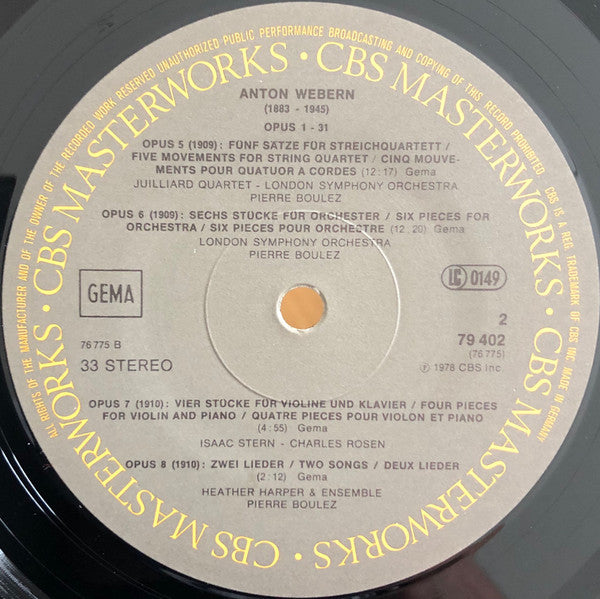 ALL RIGHTS OF THE MANUFACTURER AND OF THE OWNER OF THE RECORDED WORK RESERVED UNAUTHORIZED PUBLIC PERFORMANCE BROADCASTING AND COPYING OF THIS RECORD PROHIBITED. CBS IS A REG. TRADEMARK OF CBS INC. MADE IN GERMANY
CBS MASTERWORKS · CBS MASTERWORKS · CBS MASTERWORKS · CBS MASTERWORKS ·
ANTON WEBERN
(1883 - 1945)
OPUS 1 - 31
OPUS 5 (1909): FÜNF SÄTZE FÜR STREICHQUARTETT /
FIVE MOVEMENTS FOR STRING QUARTET / CINQ MOUVE-
MENTS POUR QUATUOR A CORDES (12:17) Gema
JUILLIARD QUARTET - LONDON SYMPHONY ORCHESTRA
PIERRE BOULEZ
OPUS 6 (1909): SECHS STÜCKE FÜR ORCHESTER / SIX PIECES FOR
ORCHESTRA / SIX PIECES POUR ORCHESTRE (12:20) Gema
LONDON SYMPHONY ORCHESTRA
PIERRE BOULEZ
GEMA
LC 0149
76 775 B
33 STEREO
2
79 402
(76 775)
℗ 1978 CBS Inc.
OPUS 7 (1910): VIER STÜCKE FÜR VIOLINE UND KLAVIER / FOUR PIECES
FOR VIOLIN AND PIANO / QUATRE PIECES POUR VIOLON ET PIANO
(4:55) Gema
ISAAC STERN - CHARLES ROSEN
OPUS 8 (1910): ZWEI LIEDER / TWO SONGS / DEUX LIEDER
(2:12) Gema
HEATHER HARPER & ENSEMBLE
PIERRE BOULEZ